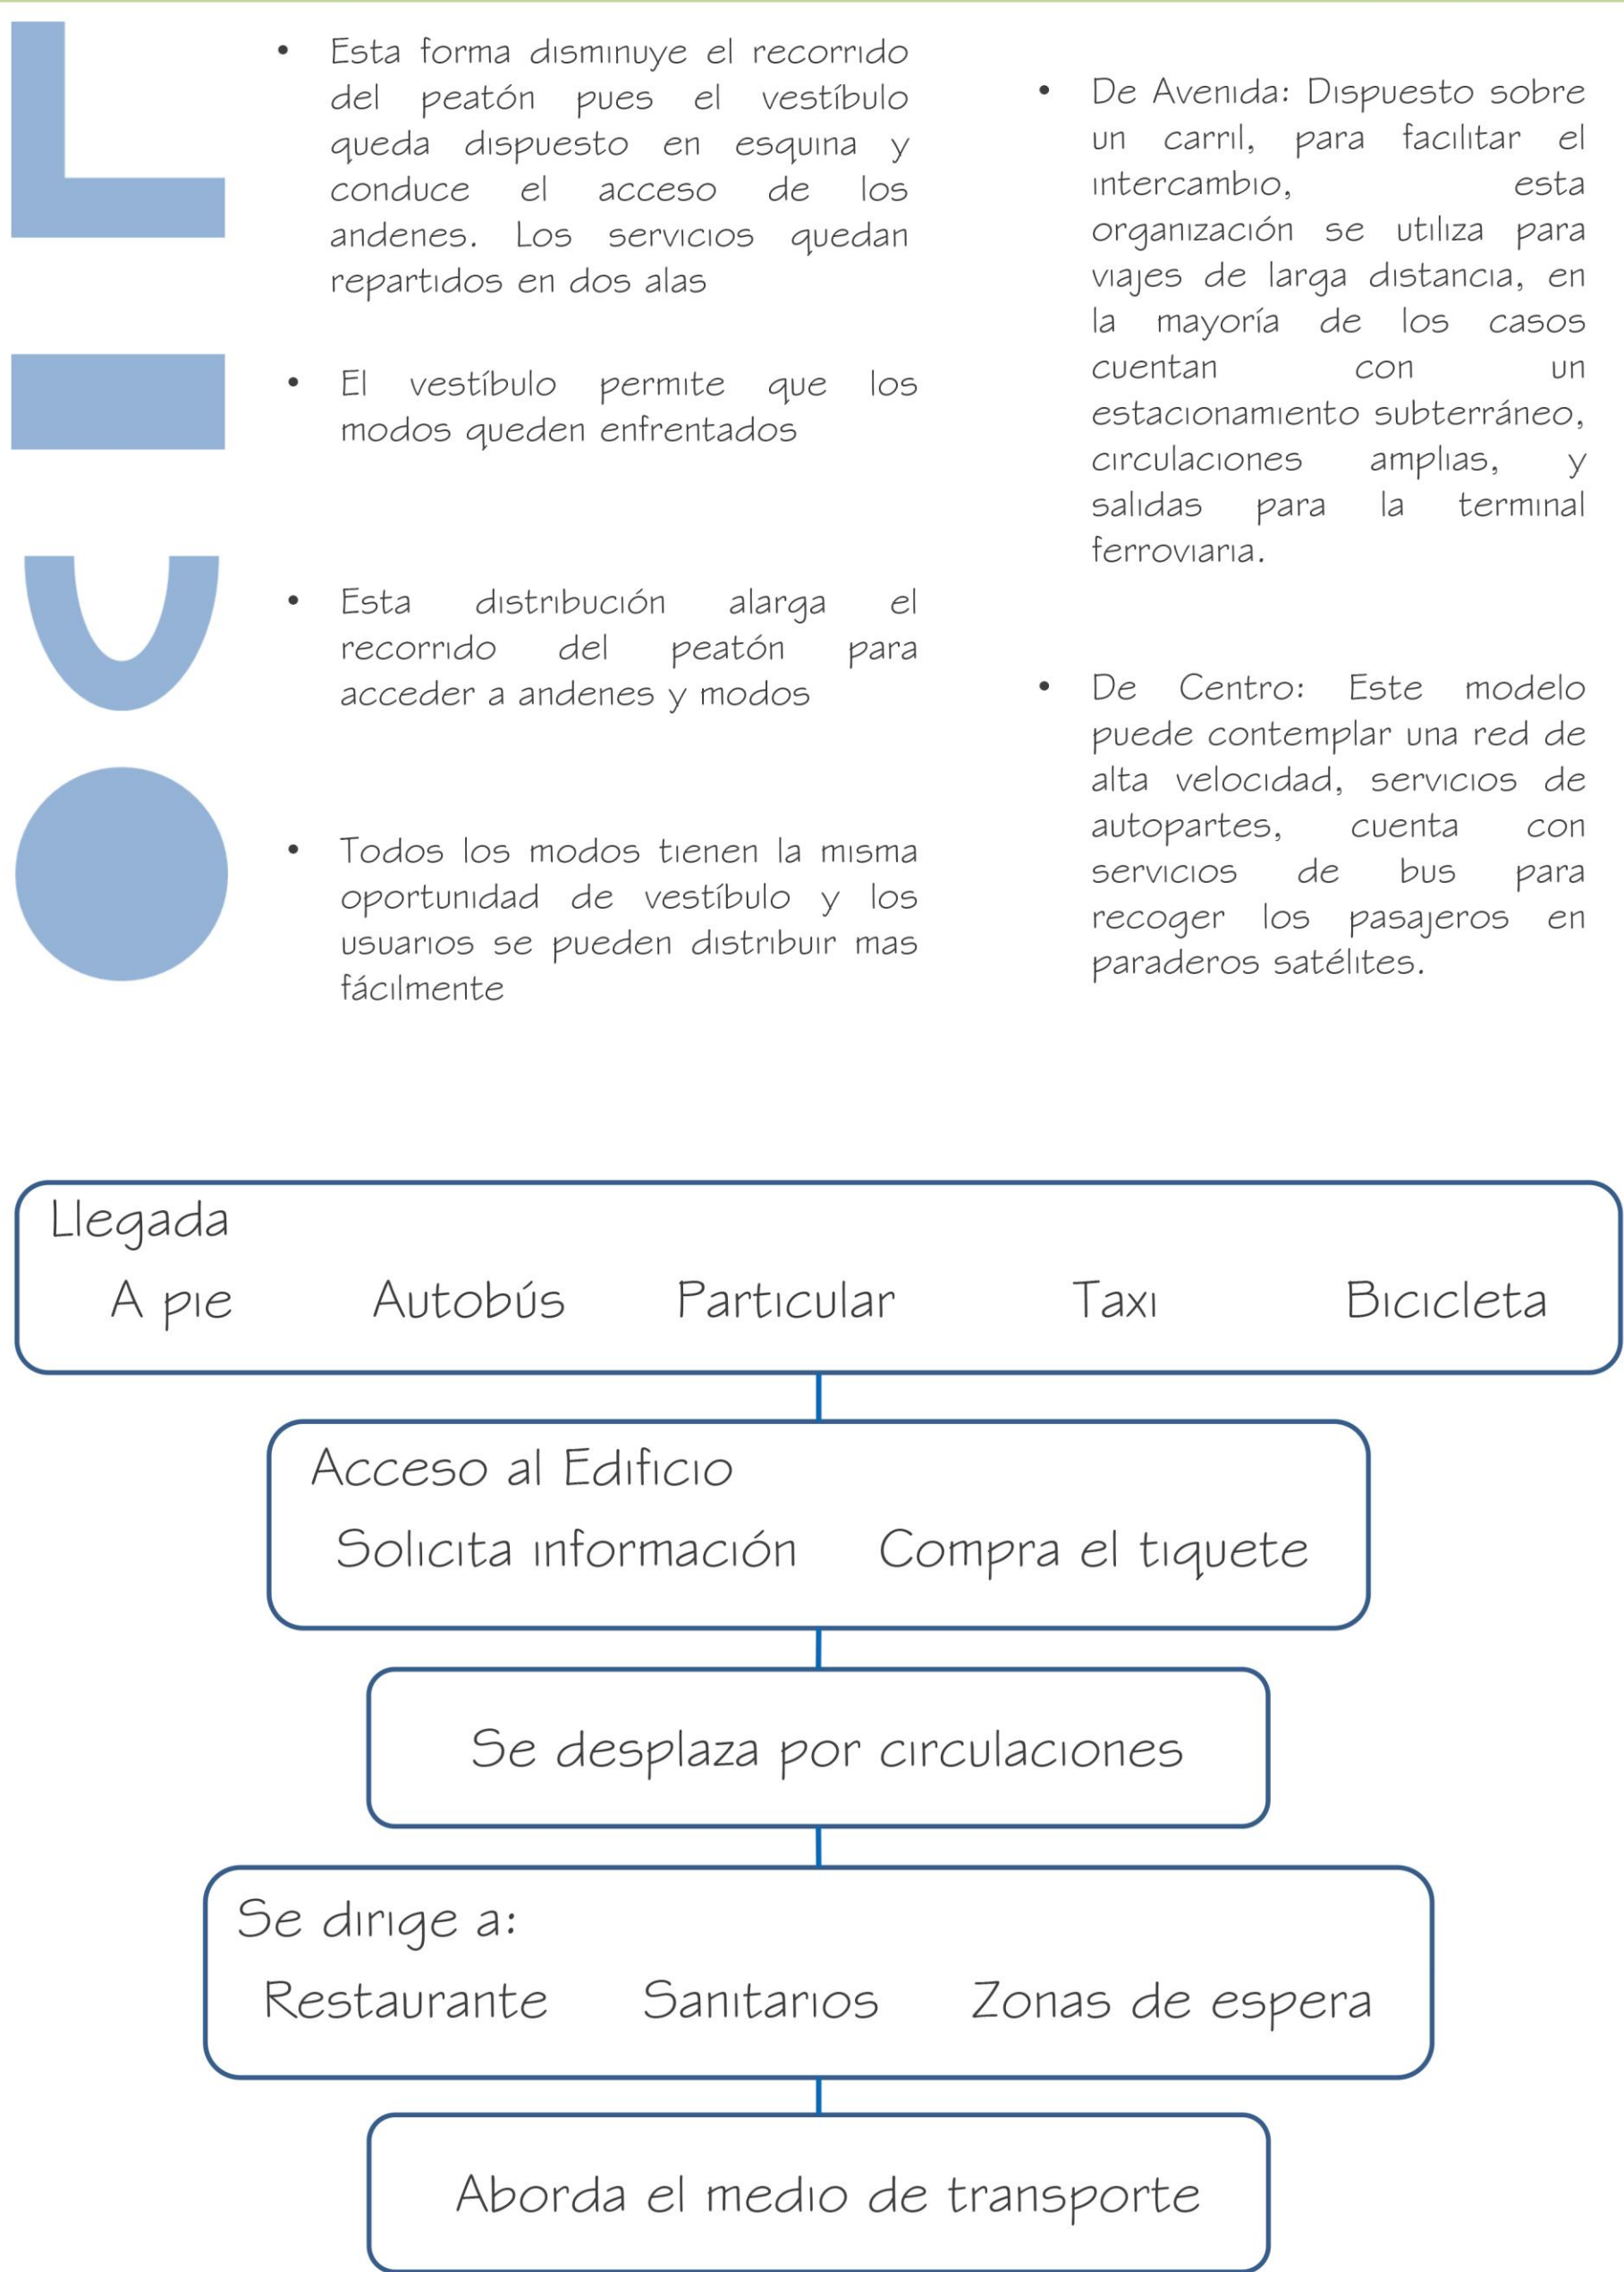 • Esta forma disminuye el recorrido
del peatón pues el vestíbulo
queda dispuesto en esquina y
conduce el acceso de los
andenes. Los servicios quedan
repartidos en dos alas
• El vestíbulo permite que los
modos queden enfrentados
• Esta distribución alarga el
recorrido del peatón para
acceder a andenes y modos
• Todos los modos tienen la misma
oportunidad de vestíbulo y los
usuarios se pueden distribuir mas
fácilmente
• De Avenida: Dispuesto sobre
un carril, para facilitar el
intercambio, esta
organización se utiliza para
viajes de larga distancia, en
la mayoría de los casos
cuentan con un
estacionamiento subterráneo,
circulaciones amplias, y
salidas para la terminal
ferroviaria.
• De Centro: Este modelo
puede contemplar una red de
alta velocidad, servicios de
autopartes, cuenta con
servicios de bus para
recoger los pasajeros en
paraderos satélites.
Llegada
A pie Autobús Particular Taxi Bicicleta
Acceso al Edificio
Solicita información Compra el tiquete
Se desplaza por circulaciones
Se dirige a:
Restaurante Sanitarios Zonas de espera
Aborda el medio de transporte